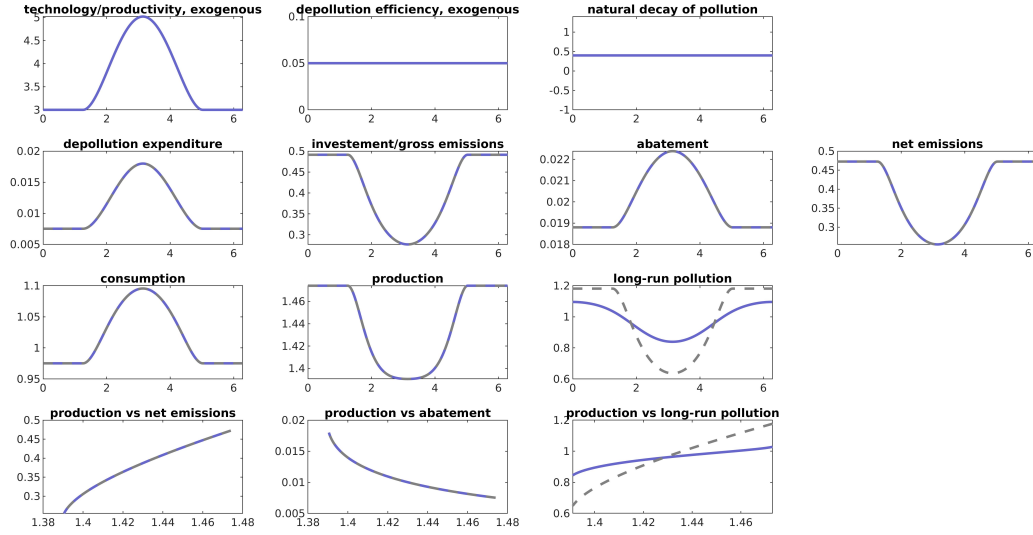 technology/productivity, exogenous
depollution efficiency, exogenous
natural decay of pollution
5
4.5
4
3.5
3
0 2 4 6
0.1
0.05
0
0 2 4 6
1
0.5
0
-0.5
-1
0 2 4 6
depollution expenditure
investement/gross emissions
abatement
net emissions
0.02
0.015
0.01
0.005
0 2 4 6
0.5
0.45
0.4
0.35
0.3
0 2 4 6
0.022
0.021
0.02
0.019
0.018
0 2 4 6
0.5
0.4
0.3
0 2 4 6
consumption
production
long-run pollution
1.1
1.05
1
0.95
0 2 4 6
1.46
1.44
1.42
1.4
0 2 4 6
1.2
1
0.8
0.6
0 2 4 6
production vs net emissions
production vs abatement
production vs long-run pollution
0.5
0.45
0.4
0.35
0.3
1.38 1.4 1.42 1.44 1.46 1.48
0.02
0.015
0.01
0.005
1.38 1.4 1.42 1.44 1.46 1.48
1.2
1
0.8
0.6
1.4 1.42 1.44 1.46